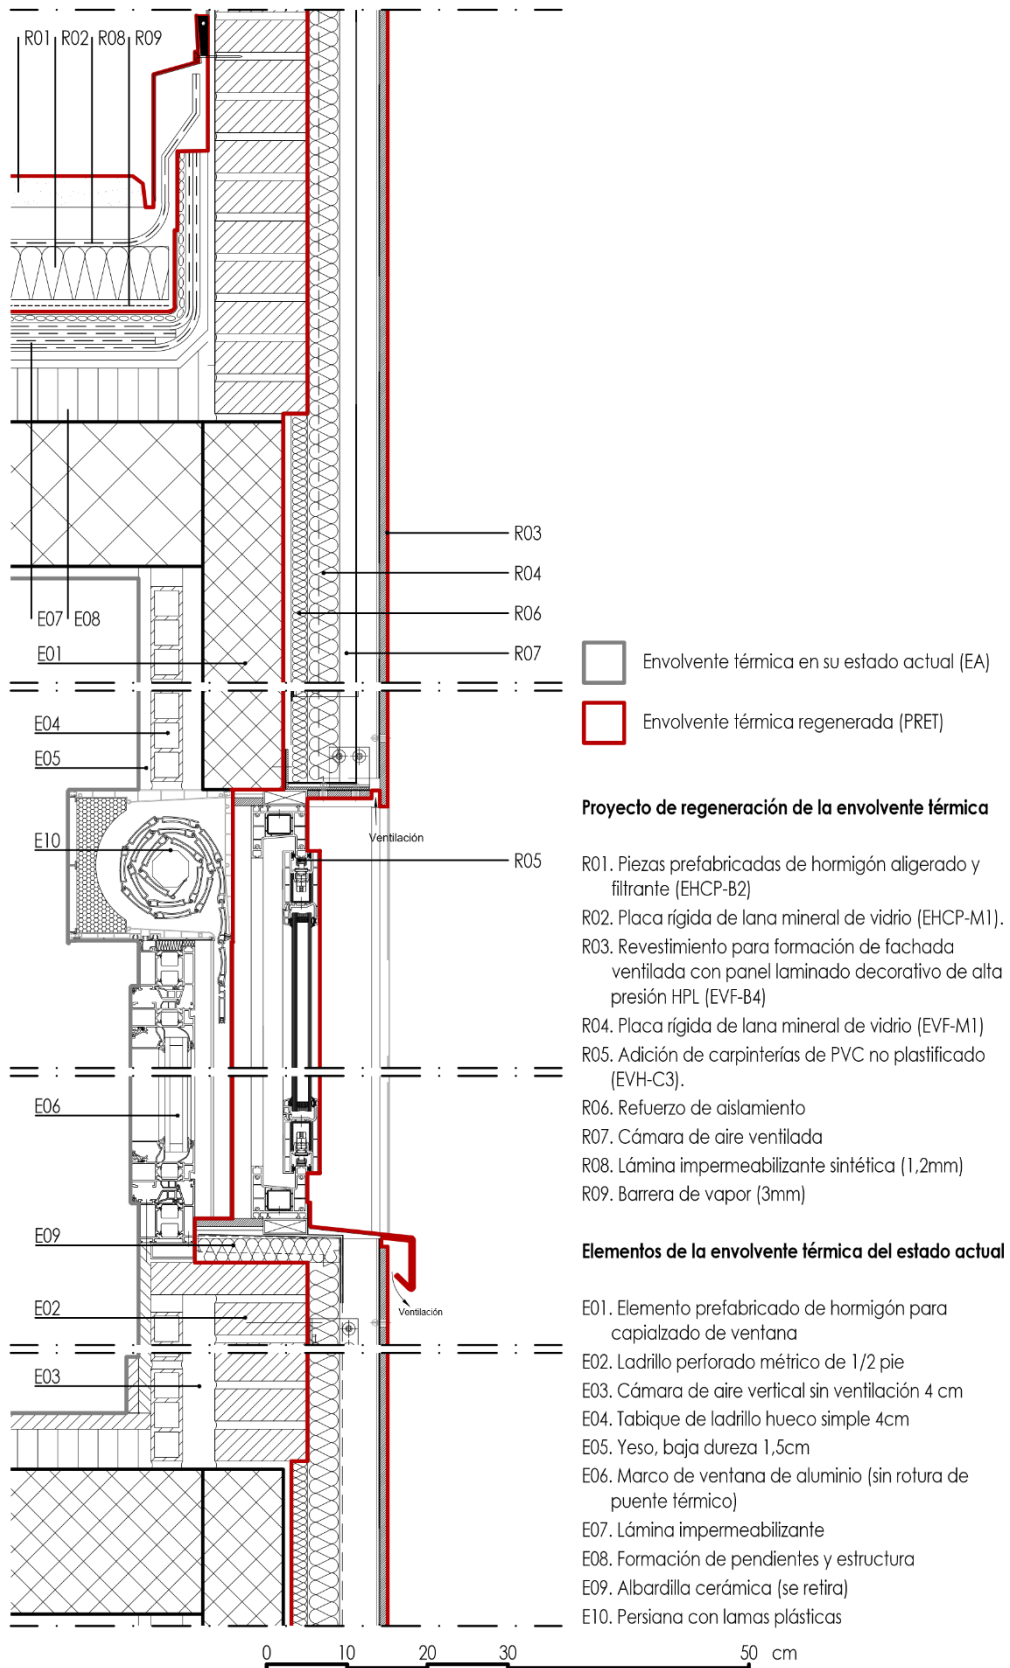 R01 R02 R08 R09
R03
R04
R06
R07
E07 E08
E01
E04
E05
E10
Ventilación
R05
E06
E09
E02
Ventilación
E03
0 10 20 30 50 cm
Envolvente térmica en su estado actual (EA)
Envolvente térmica regenerada (PRET)
Proyecto de regeneración de la envolvente térmica
R01. Piezas prefabricadas de hormigón aligerado y
filtrante (EHCP-B2)
R02. Placa rígida de lana mineral de vidrio (EHCP-M1).
R03. Revestimiento para formación de fachada
ventilada con panel laminado decorativo de alta
presión HPL (EVF-B4)
R04. Placa rígida de lana mineral de vidrio (EVF-M1)
R05. Adición de carpinterías de PVC no plastificado
(EVH-C3).
R06. Refuerzo de aislamiento
R07. Cámara de aire ventilada
R08. Lámina impermeabilizante sintética (1,2mm)
R09. Barrera de vapor (3mm)
Elementos de la envolvente térmica del estado actual
E01. Elemento prefabricado de hormigón para
capialzado de ventana
E02. Ladrillo perforado métrico de 1/2 pie
E03. Cámara de aire vertical sin ventilación 4 cm
E04. Tabique de ladrillo hueco simple 4cm
E05. Yeso, baja dureza 1,5cm
E06. Marco de ventana de aluminio (sin rotura de
puente térmico)
E07. Lámina impermeabilizante
E08. Formación de pendientes y estructura
E09. Albardilla cerámica (se retira)
E10. Persiana con lamas plásticas